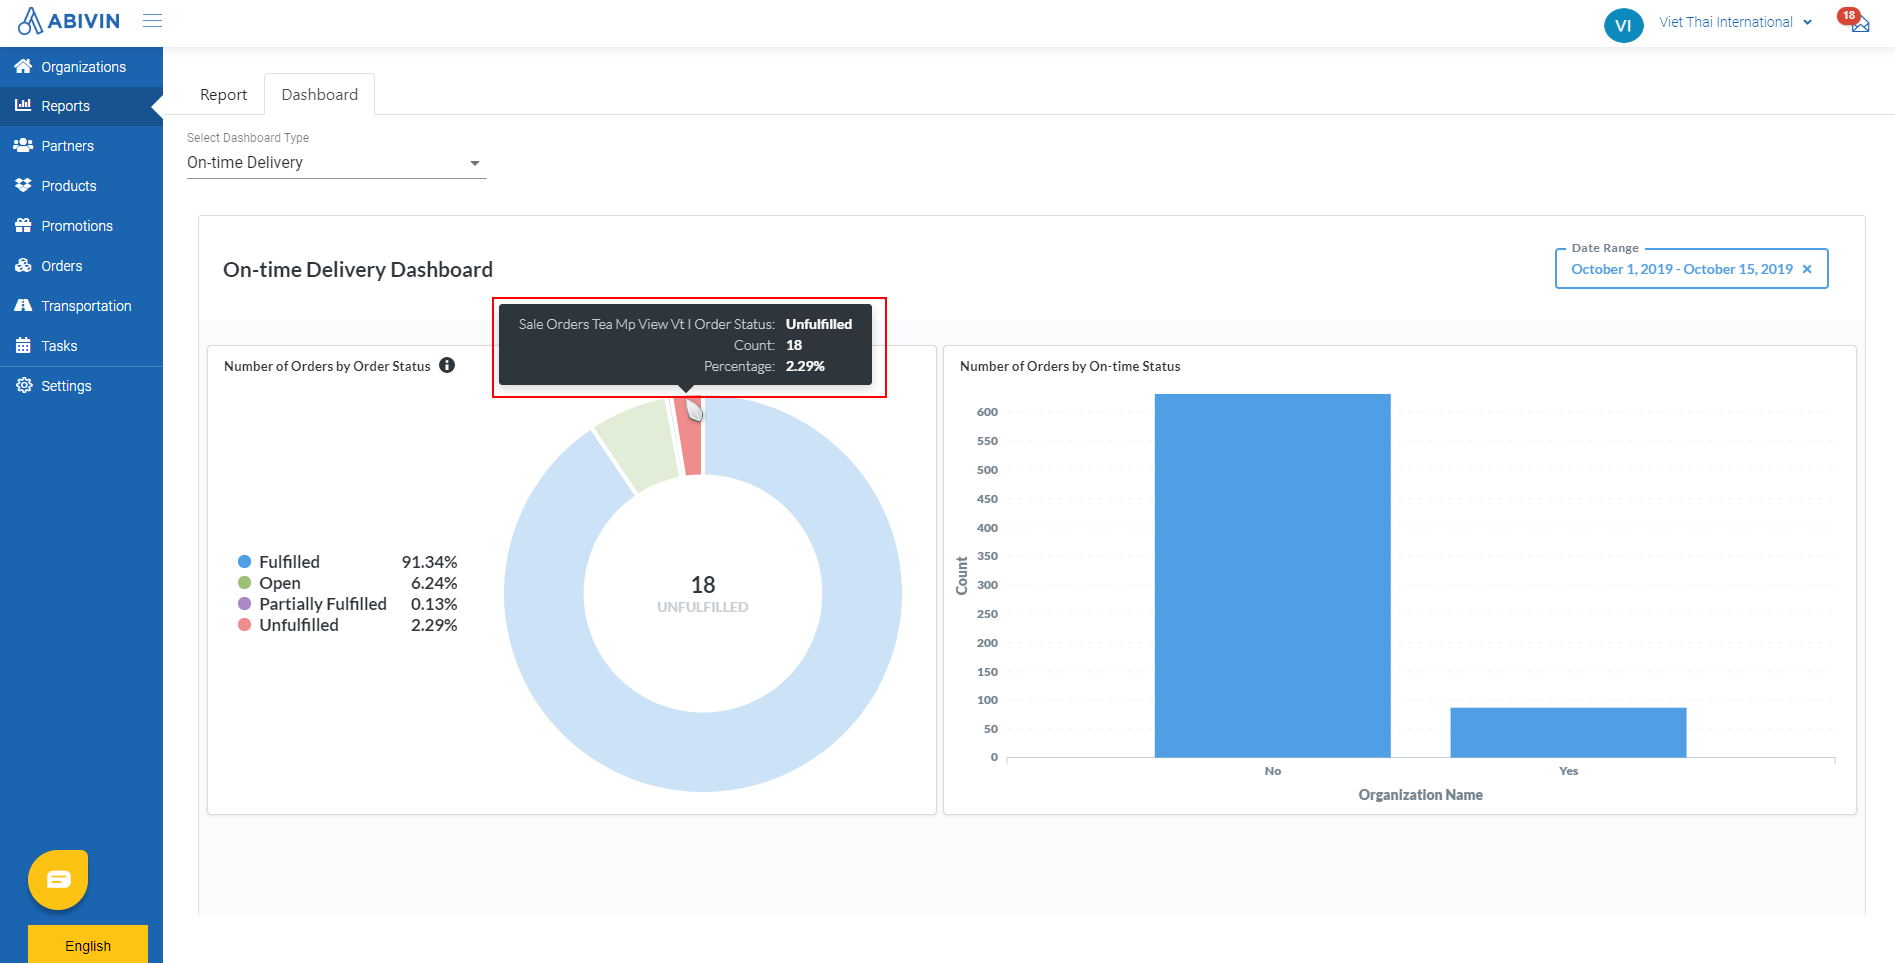 ABIVIN
VI
Viet Thai International
18
Organizations
Reports
Partners
Products
Promotions
Orders
Transportation
Tasks
Settings
English
Report
Dashboard
Select Dashboard Type
On-time Delivery
On-time Delivery Dashboard
Date Range
October 1, 2019 - October 15, 2019 ×
Sale Orders Tea Mp View Vt I Order Status: Unfulfilled
Count: 18
Percentage: 2.29%
Number of Orders by Order Status
Fulfilled 91.34%
Open 6.24%
Partially Fulfilled 0.13%
Unfulfilled 2.29%
18
UNFULFILLED
Number of Orders by On-time Status
600
550
500
450
400
350
300
250
200
150
100
50
0
Count
No
Yes
Organization Name